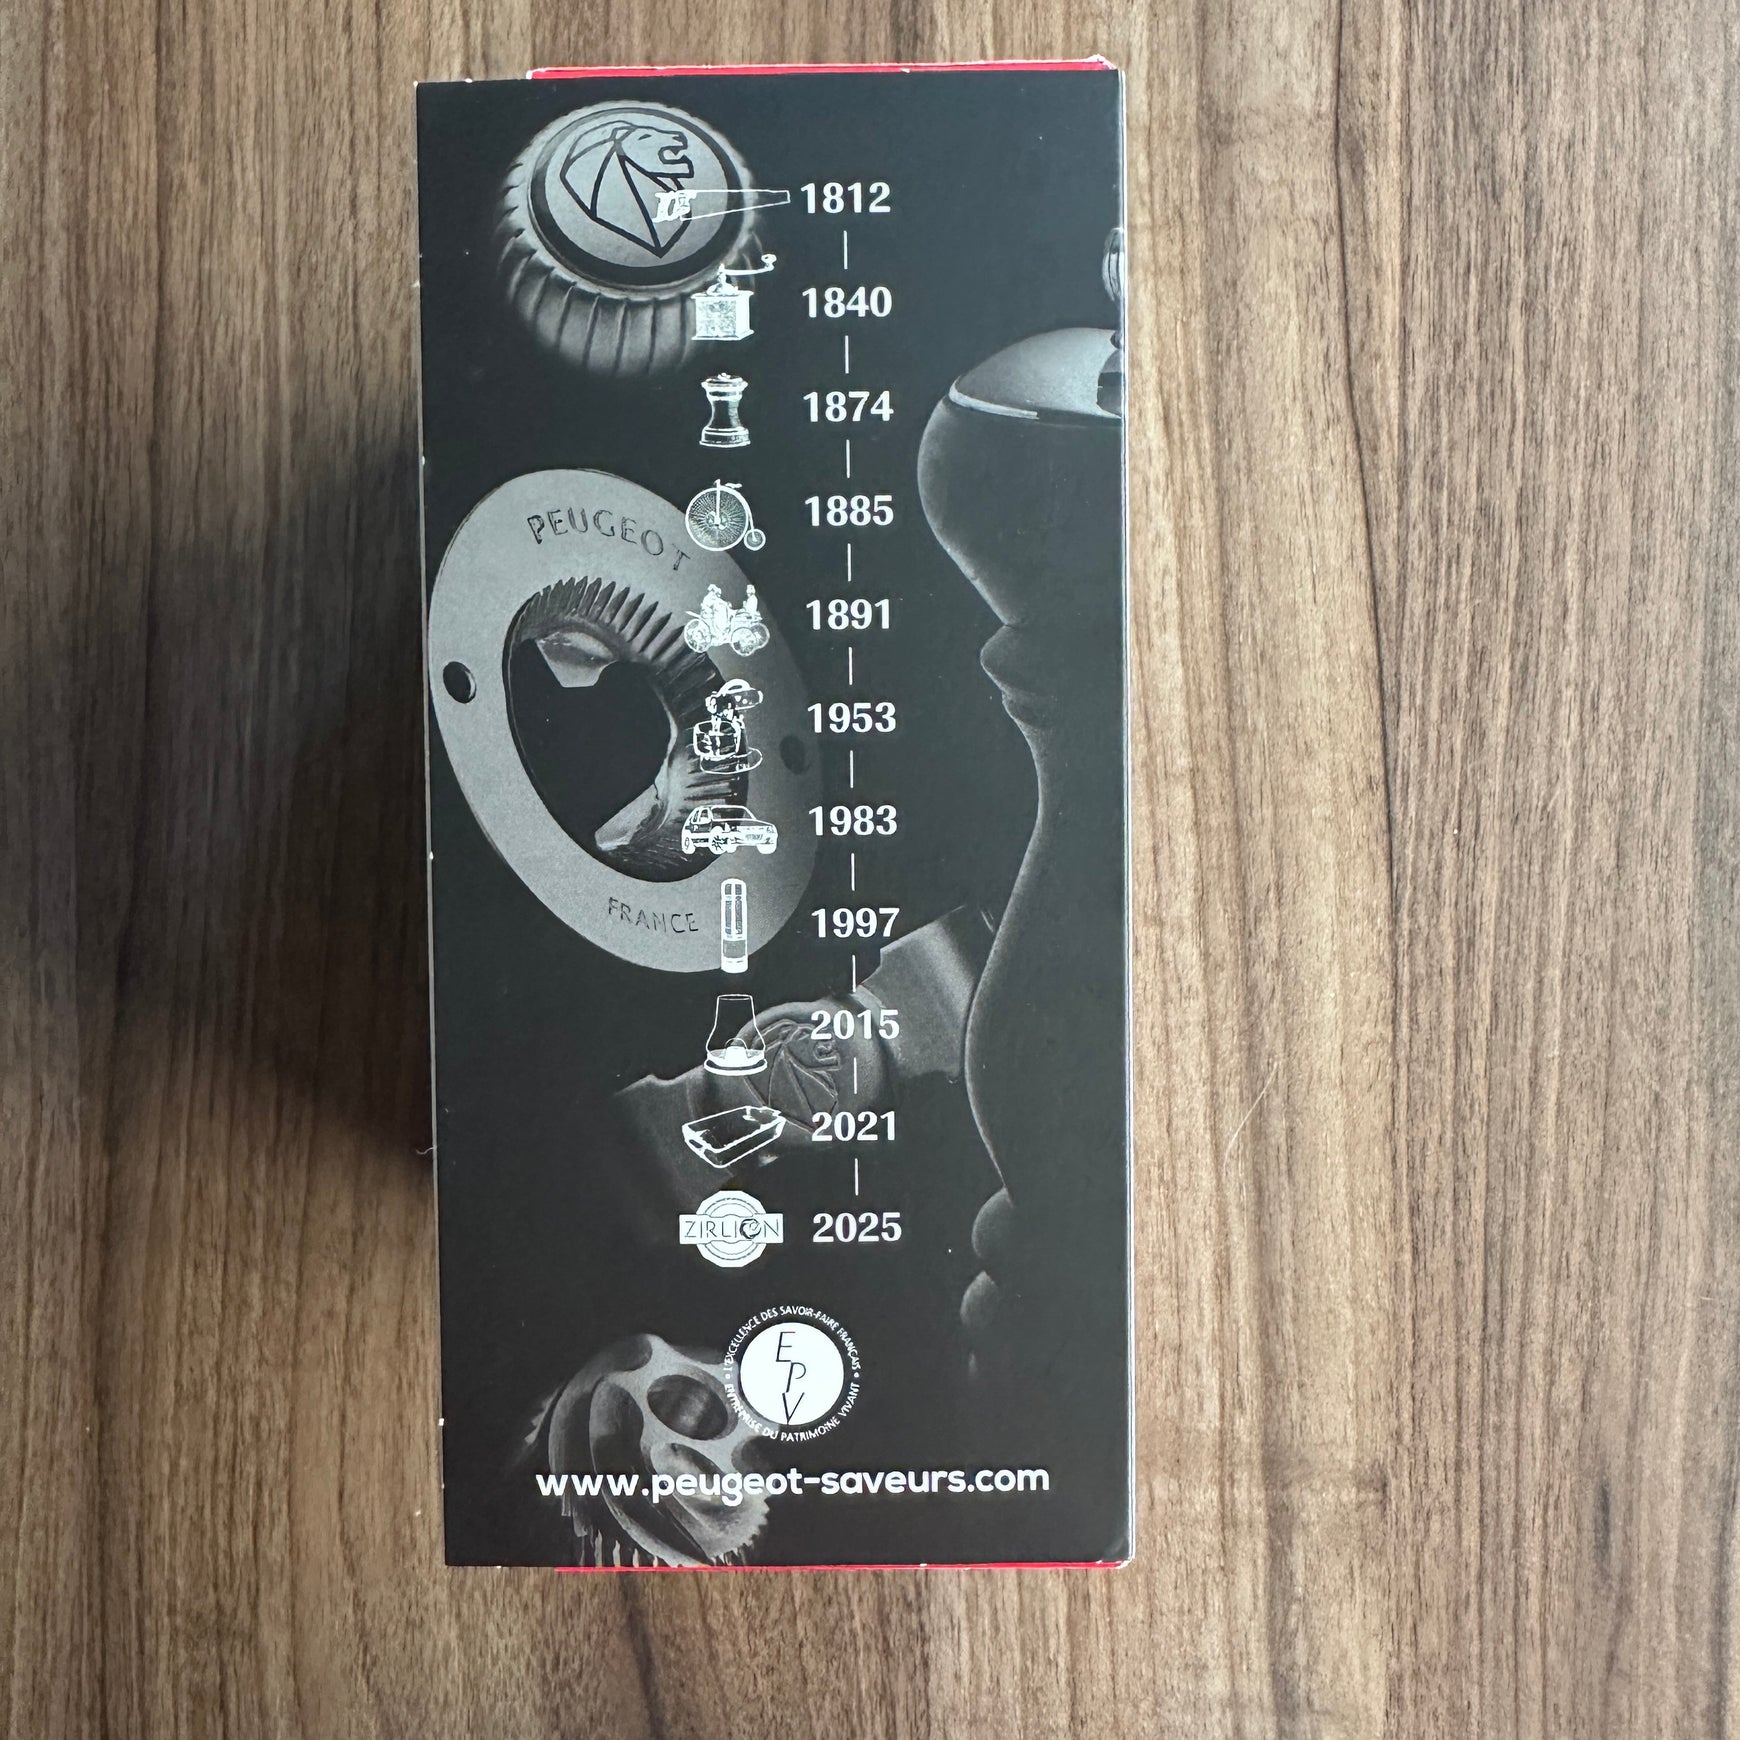 1812
1840
1874
PEUGEOT
1885
1891
1953
1983
FRANCE
1997
2015
2021
ZIRLION
2025
L'EXCELLENCE DES SAVOIR-FAIRE FRANÇAIS
EPV
ENTREPRISE DU PATRIMOINE VIVANT
www.peugeot-saveurs.com